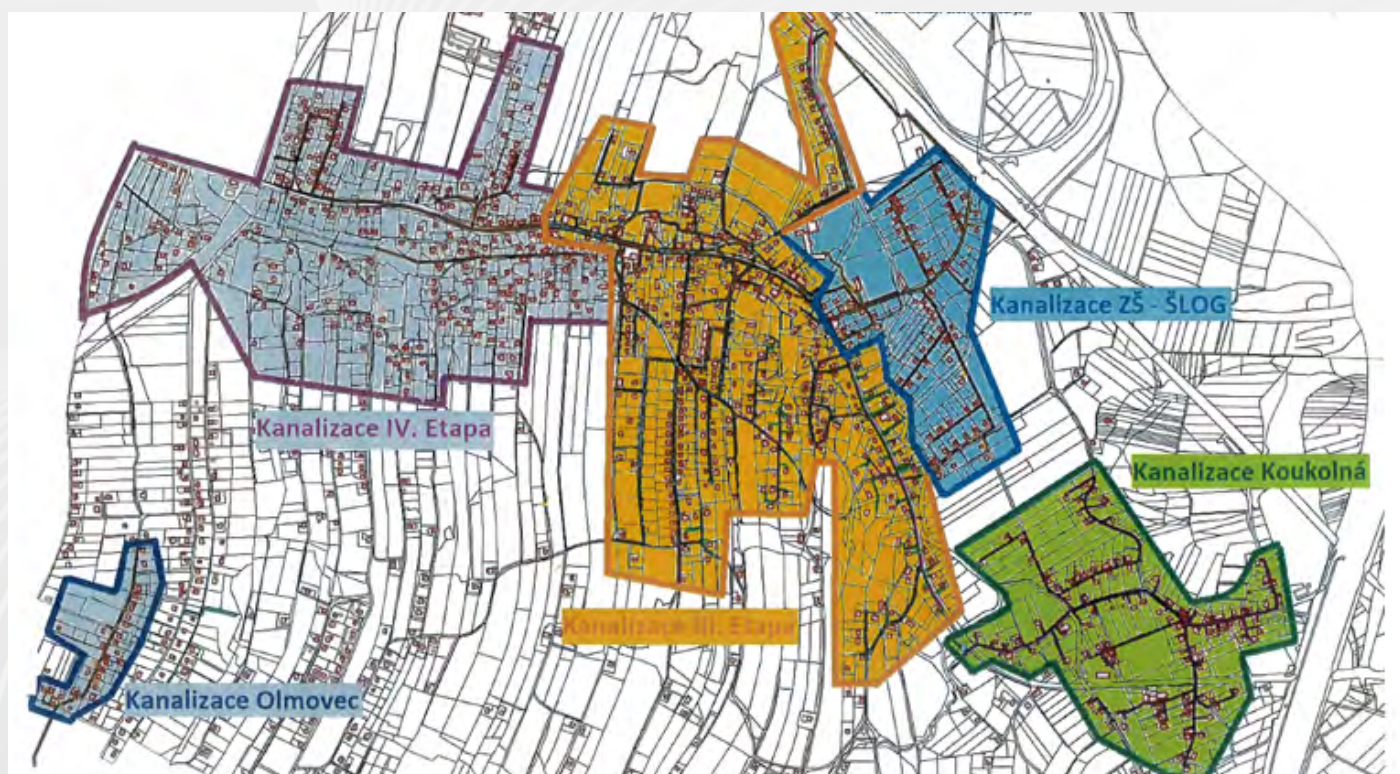 Kanalizace ZŠ - ŠLOG
Kanalizace IV. Etapa
Kanalizace Koukolná
Kanalizace III. Etapa
Kanalizace Olmovec